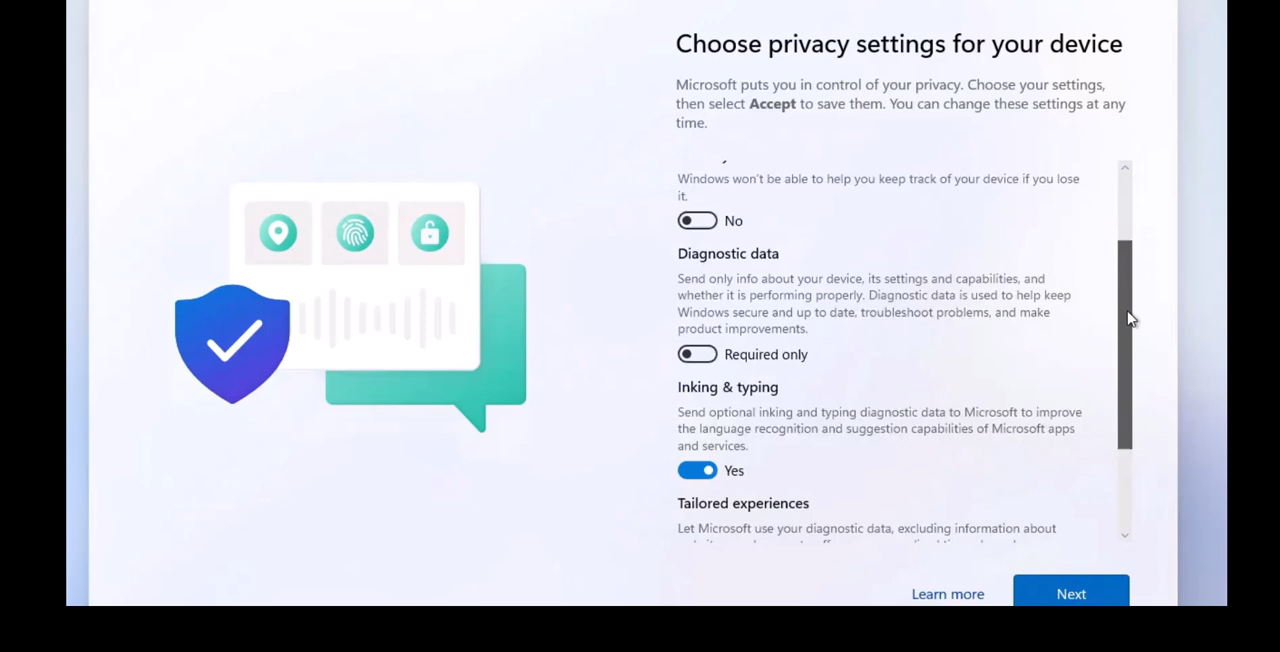 Choose privacy settings for your device
Microsoft puts you in control of your privacy. Choose your settings,
then select Accept to save them. You can change these settings at any
time.
Windows won't be able to help you keep track of your device if you lose
it.
No
Diagnostic data
Send only info about your device, its settings and capabilities, and
whether it is performing properly. Diagnostic data is used to help keep
Windows secure and up to date, troubleshoot problems, and make
product improvements.
Required only
Inking & typing
Send optional inking and typing diagnostic data to Microsoft to improve
the language recognition and suggestion capabilities of Microsoft apps
and services.
Yes
Tailored experiences
Let Microsoft use your diagnostic data, excluding information about
Learn more
Next